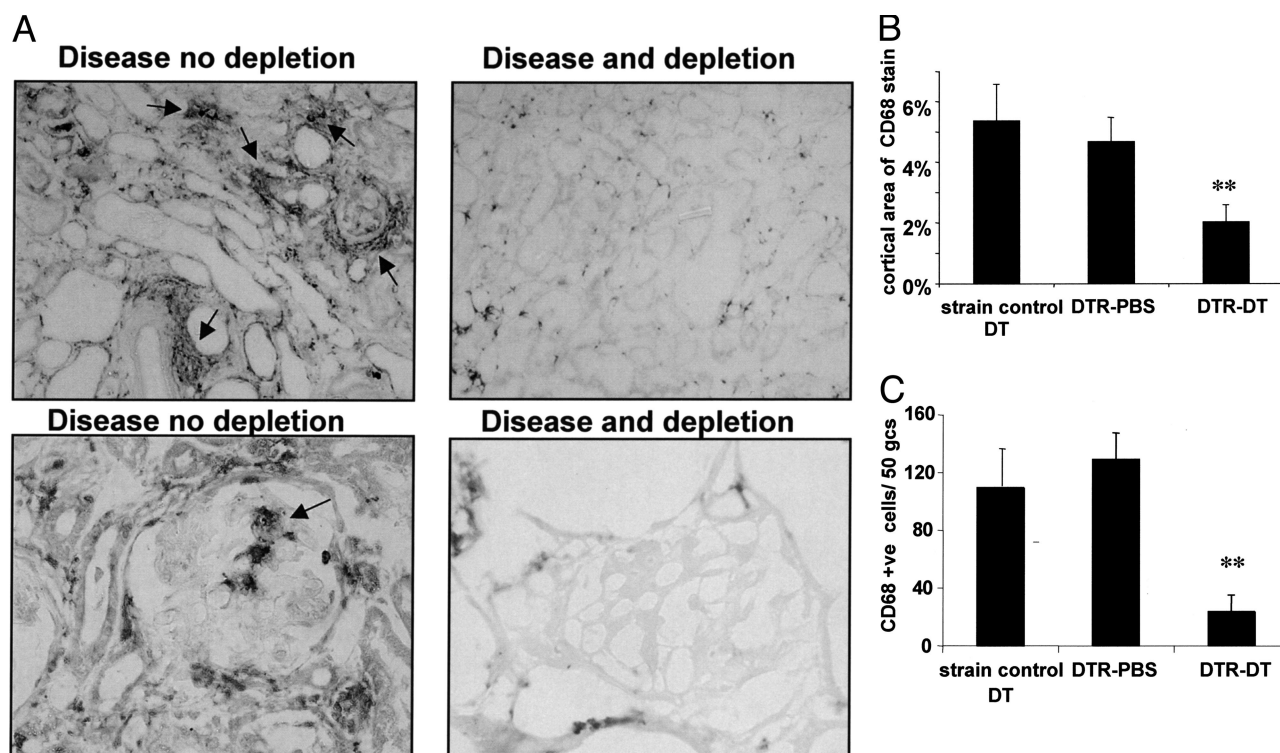 A
Disease no depletion
Disease and depletion
Disease no depletion
Disease and depletion
B
cortical area of CD68 stain
6%
4%
2%
0%
**
strain control
DT
DTR-PBS
DTR-DT
C
CD68 +ve cells/ 50 gcs
160
120
80
40
0
**
strain control
DT
DTR-PBS
DTR-DT